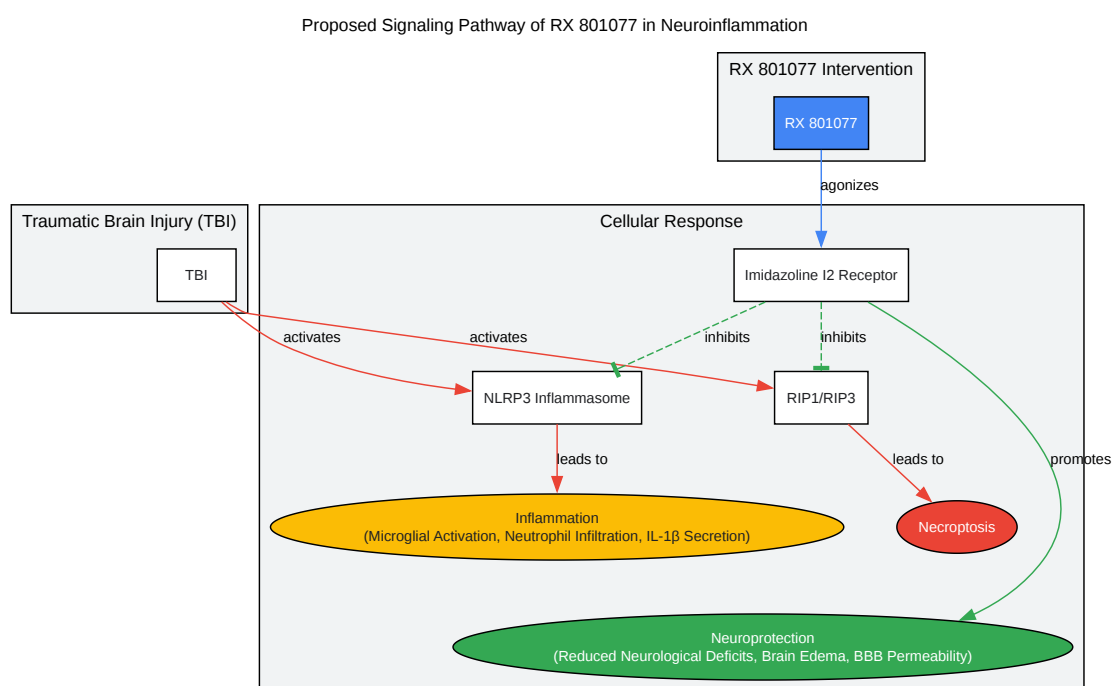 Proposed Signaling Pathway of RX 801077 in Neuroinflammation
RX 801077 Intervention
RX 801077
agonizes
Traumatic Brain Injury (TBI)
TBI
Cellular Response
Imidazoline I2 Receptor
activates
activates
inhibits
inhibits
NLRP3 Inflammasome
RIP1/RIP3
leads to
leads to
promotes
Inflammation
(Microglial Activation, Neutrophil Infiltration, IL-1β Secretion)
Necroptosis
Neuroprotection
(Reduced Neurological Deficits, Brain Edema, BBB Permeability)